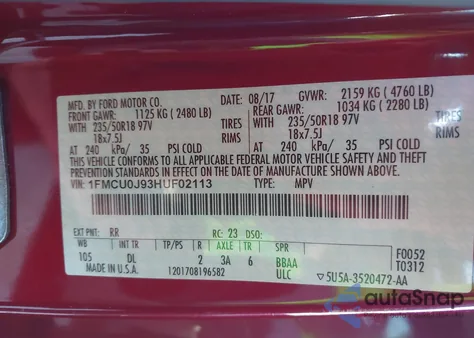 MFD. BY FORD MOTOR CO.
DATE: 08/17 GVWR: 2159 KG ( 4760 LB)
FRONT GAWR: 1125 KG ( 2480 LB) REAR GAWR: 1034 KG ( 2280 LB)
WITH 235/50R18 97V TIRES WITH 235/50R18 97V TIRES
18x7.5J RIMS 18x7.5J RIMS
AT 240 kPa/ 35 PSI COLD AT 240 kPa/ 35 PSI COLD
THIS VEHICLE CONFORMS TO ALL APPLICABLE FEDERAL MOTOR VEHICLE SAFETY AND THEFT
PREVENTION STANDARDS IN EFFECT ON THE DATE OF MANUFACTURE SHOWN ABOVE.
VIN: 1FMCU0J93HUF02113 TYPE: MPV
EXT PNT: RR RC: 23 DSO:
WB INT TR TP/PS R AXLE TR SPR F0052
105 DL 2 3A 6 BBAA T0312
MADE IN U.S.A. 1201708196582 ULC 5U5A-3520472-AA
autoSnap